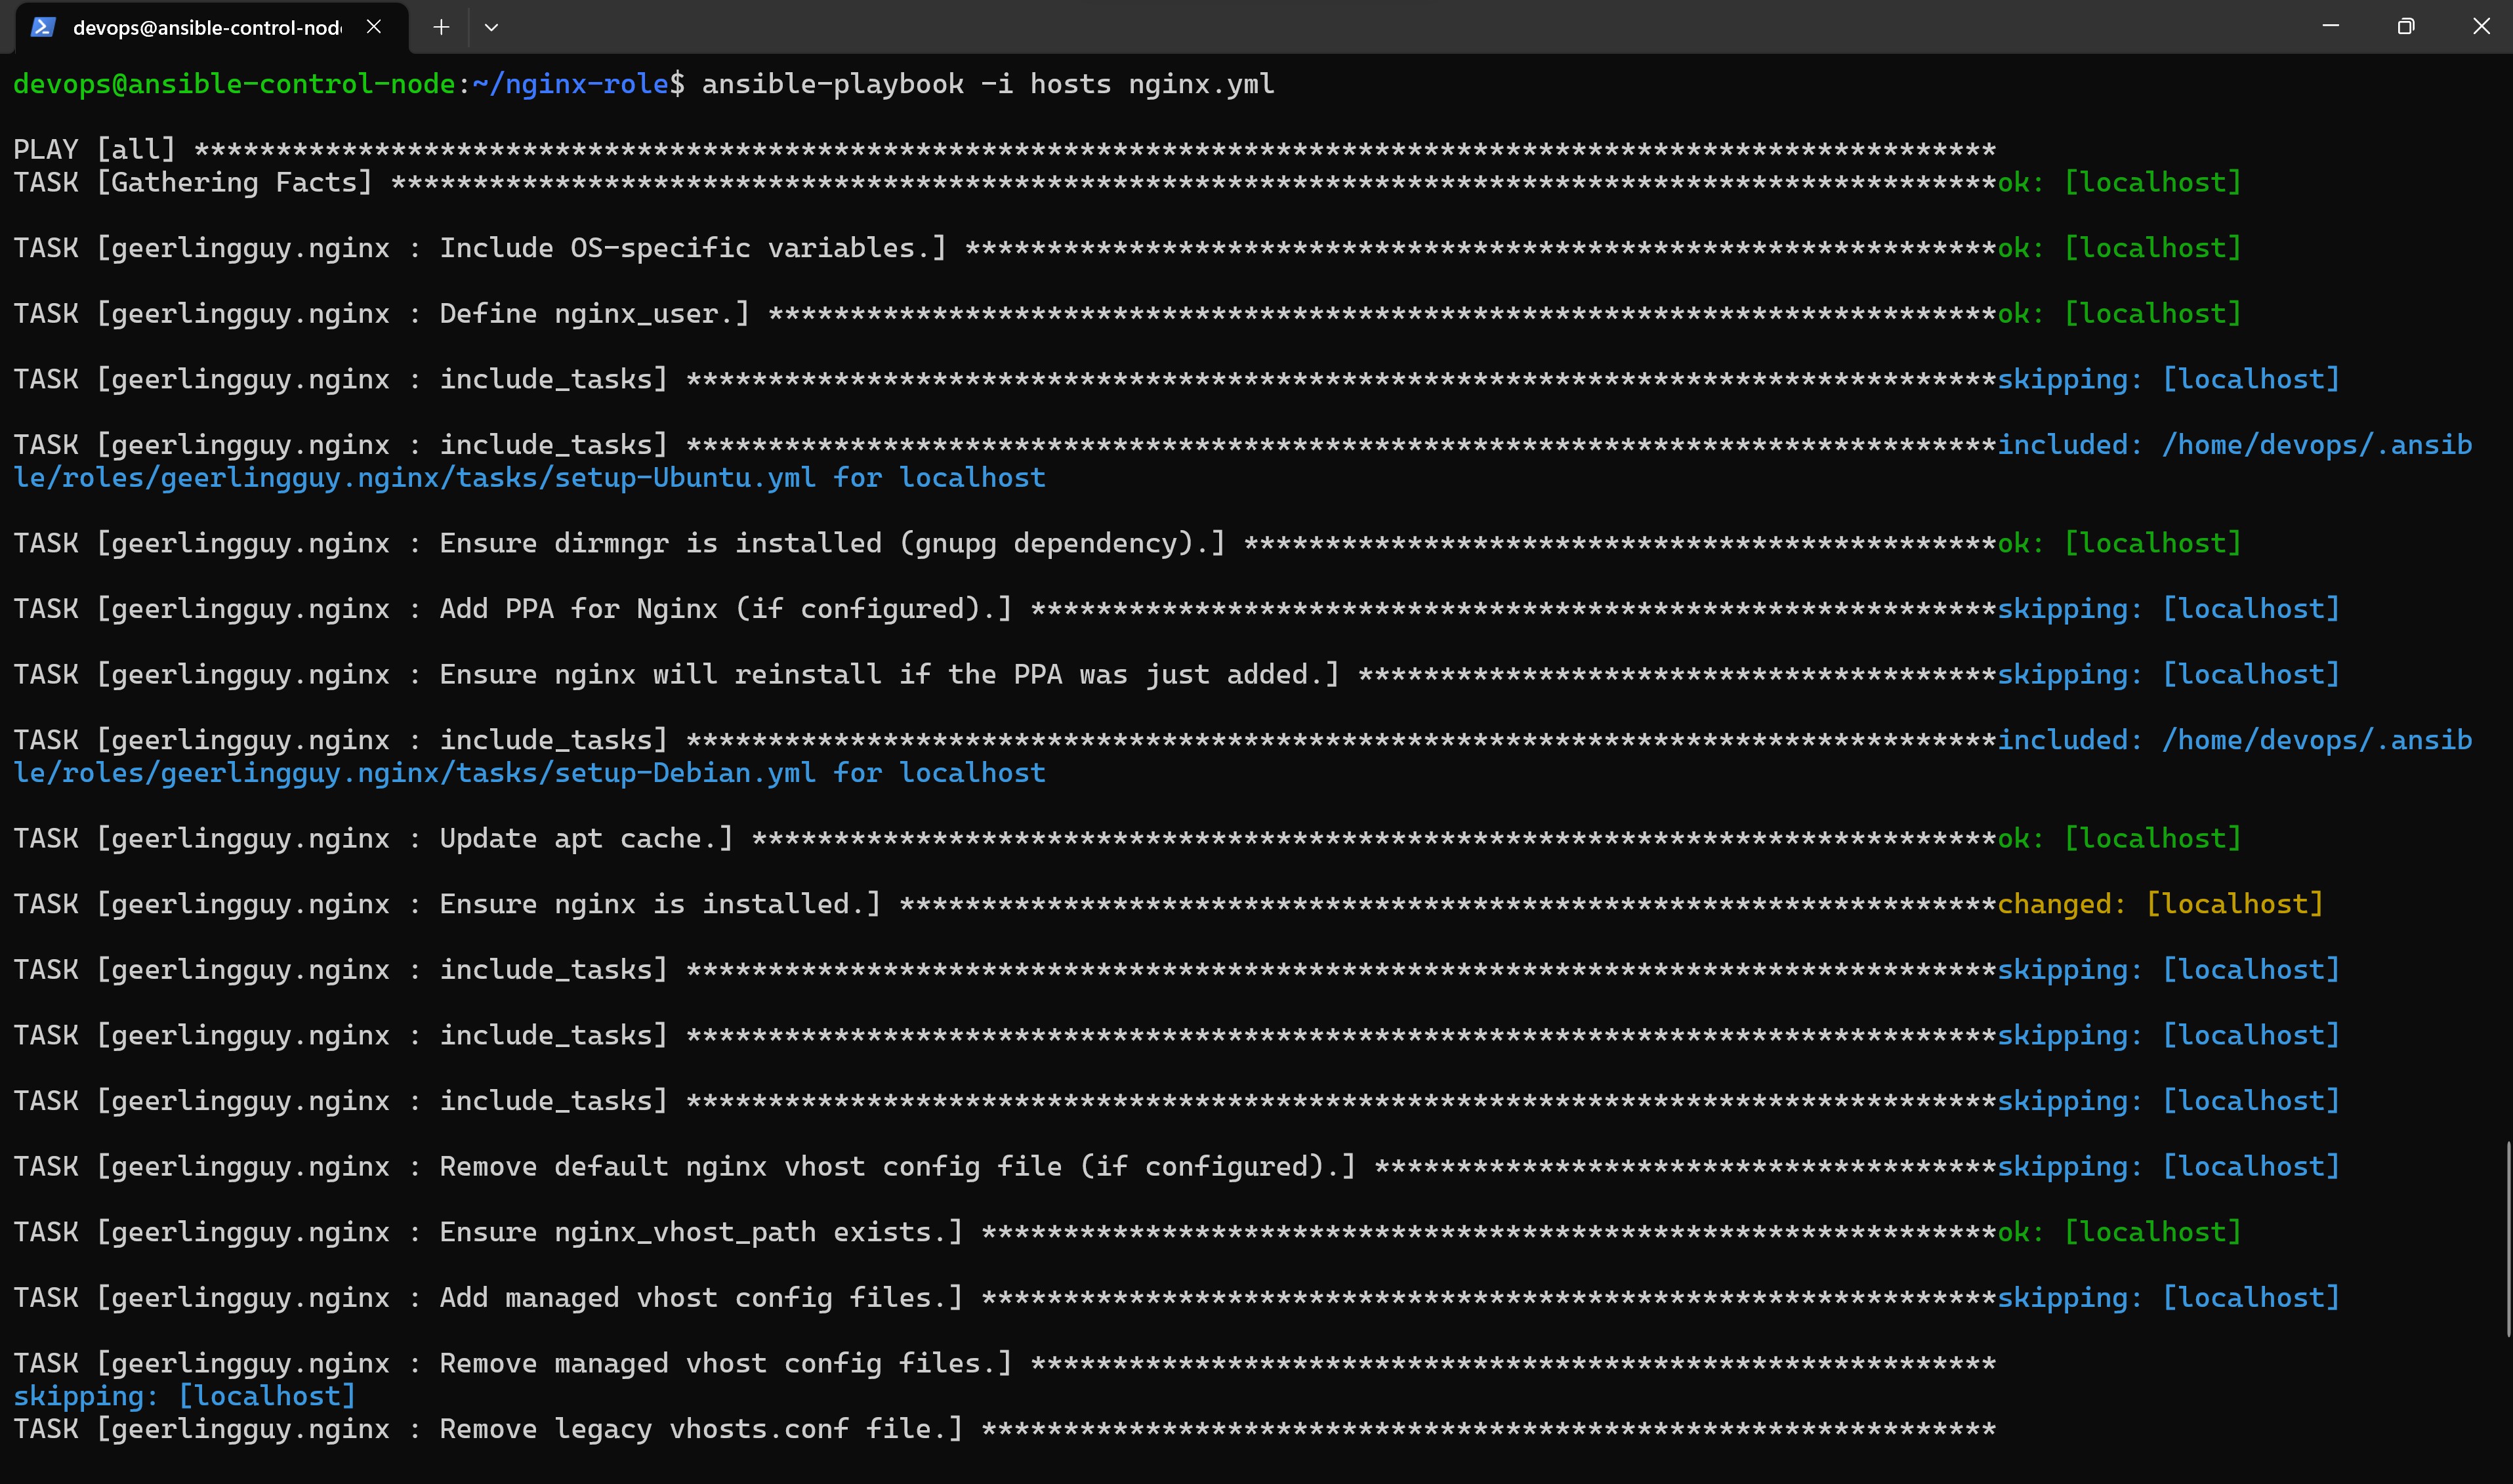 devops@ansible-control-nod
devops@ansible-control-node:~/nginx-role$ ansible-playbook -i hosts nginx.yml
PLAY [all] **************************************************************************************************************
TASK [Gathering Facts] **************************************************************************************************ok: [localhost]
TASK [geerlingguy.nginx : Include OS-specific variables.] ***************************************************************ok: [localhost]
TASK [geerlingguy.nginx : Define nginx_user.] ***************************************************************************ok: [localhost]
TASK [geerlingguy.nginx : include_tasks] ********************************************************************************skipping: [localhost]
TASK [geerlingguy.nginx : include_tasks] ********************************************************************************included: /home/devops/.ansib
le/roles/geerlingguy.nginx/tasks/setup-Ubuntu.yml for localhost
TASK [geerlingguy.nginx : Ensure dirmngr is installed (gnupg dependency).] **********************************************ok: [localhost]
TASK [geerlingguy.nginx : Add PPA for Nginx (if configured).] ***********************************************************skipping: [localhost]
TASK [geerlingguy.nginx : Ensure nginx will reinstall if the PPA was just added.] ***************************************skipping: [localhost]
TASK [geerlingguy.nginx : include_tasks] ********************************************************************************included: /home/devops/.ansib
le/roles/geerlingguy.nginx/tasks/setup-Debian.yml for localhost
TASK [geerlingguy.nginx : Update apt cache.] ****************************************************************************ok: [localhost]
TASK [geerlingguy.nginx : Ensure nginx is installed.] *******************************************************************changed: [localhost]
TASK [geerlingguy.nginx : include_tasks] ********************************************************************************skipping: [localhost]
TASK [geerlingguy.nginx : include_tasks] ********************************************************************************skipping: [localhost]
TASK [geerlingguy.nginx : include_tasks] ********************************************************************************skipping: [localhost]
TASK [geerlingguy.nginx : Remove default nginx vhost config file (if configured).] **************************************skipping: [localhost]
TASK [geerlingguy.nginx : Ensure nginx_vhost_path exists.] **************************************************************ok: [localhost]
TASK [geerlingguy.nginx : Add managed vhost config files.] **************************************************************skipping: [localhost]
TASK [geerlingguy.nginx : Remove managed vhost config files.] ***********************************************************
skipping: [localhost]
TASK [geerlingguy.nginx : Remove legacy vhosts.conf file.] **************************************************************